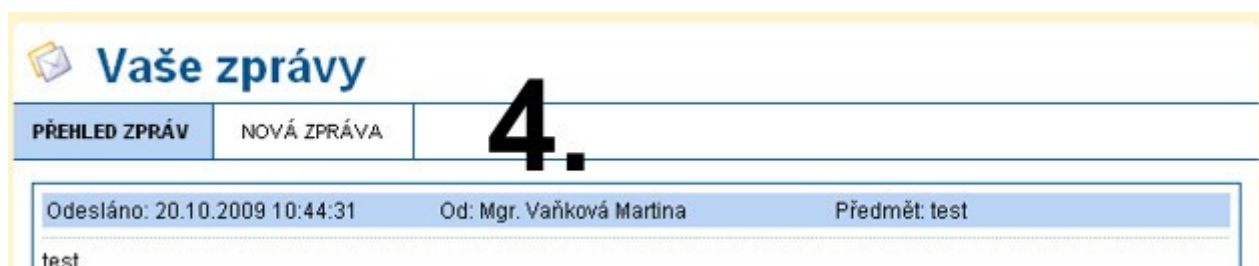 Vaše zprávy
4.
PŘEHLED ZPRÁV NOVÁ ZPRÁVA
Odesláno: 20.10.2009 10:44:31 Od: Mgr. Vaňková Martina Předmět: test
test